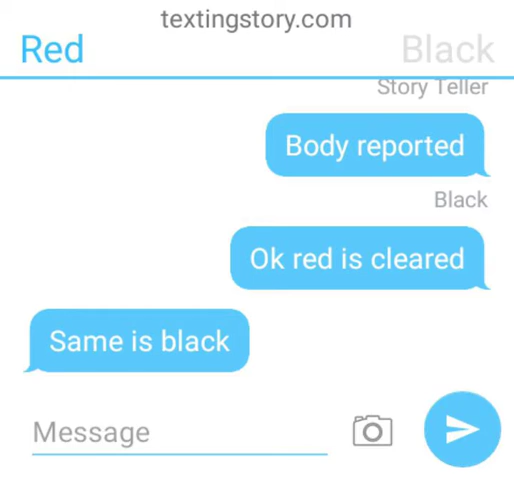 textingstory.com
Red
Black
Story Teller
Body reported
Black
Ok red is cleared
Same is black
Message